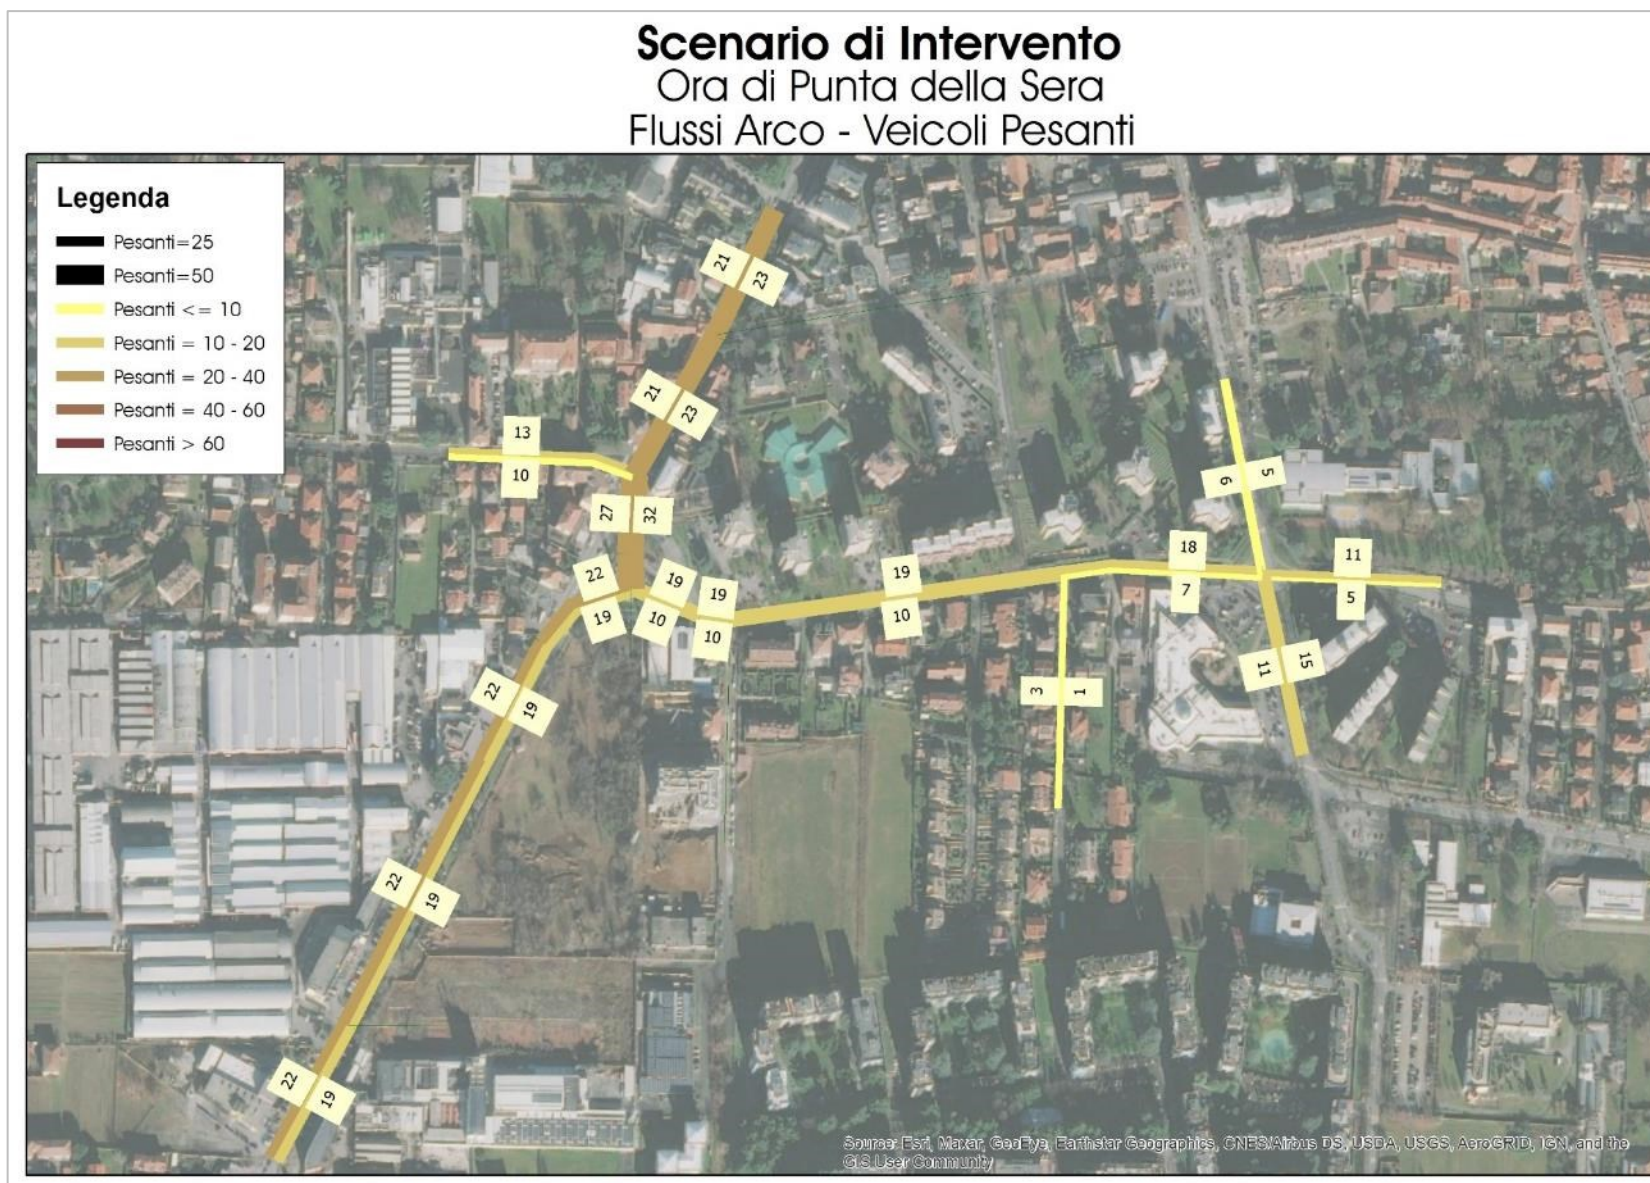 Scenario di Intervento
Ora di Punta della Sera
Flussi Arco - Veicoli Pesanti
Legenda
Pesanti=25
Pesanti=50
Pesanti <= 10
Pesanti = 10 - 20
Pesanti = 20 - 40
Pesanti = 40 - 60
Pesanti > 60
21
23
21
23
13
10
27
32
22
19
19
10
19
10
19
10
18
7
6
5
11
5
11
15
3
1
22
19
22
19
22
19
Source: Esri, Maxar, GeoEye, Earthstar Geographics, CNES/Airbus DS, USDA, USGS, AeroGRID, IGN, and the
GIS User Community